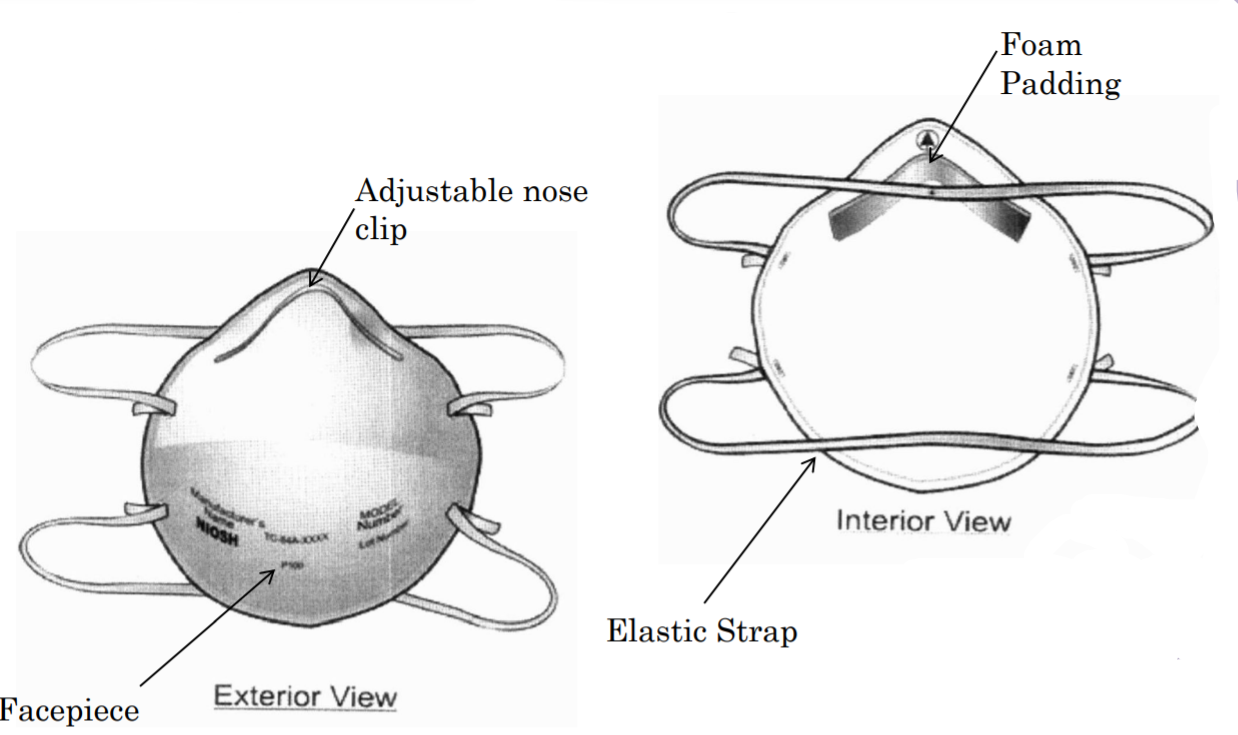 Foam
Padding
Adjustable nose
clip
Manufacturer's
Name
NIOSH
TC-84A-XXXX
MODEL
Number
Lot Number
P100
Interior View
Elastic Strap
Exterior View
Facepiece